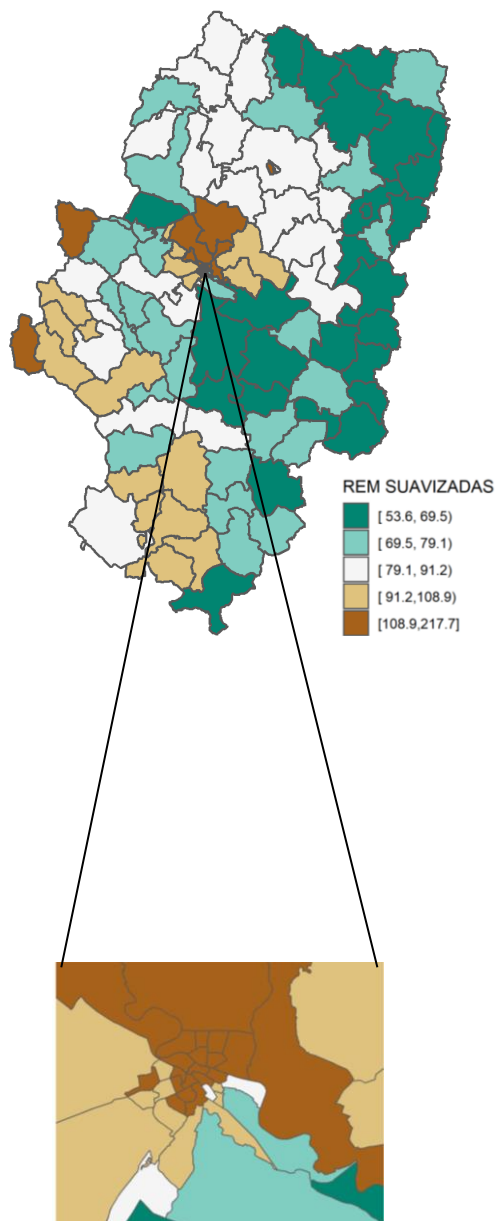 REM SUAVIZADAS
[ 53.6, 69.5)
[ 69.5, 79.1)
[ 79.1, 91.2)
[ 91.2,108.9)
[108.9,217.7]